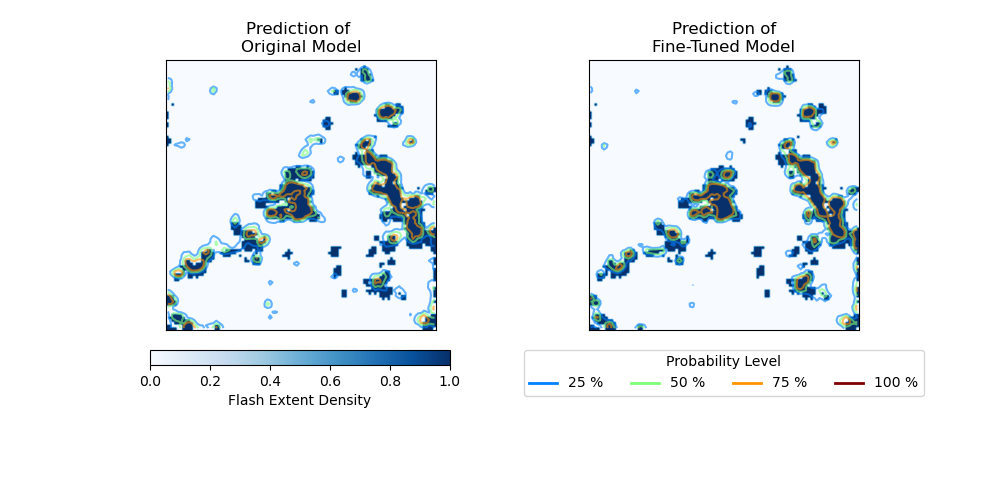 Prediction of
Original Model
Prediction of
Fine-Tuned Model
0.0 0.2 0.4 0.6 0.8 1.0
Flash Extent Density
Probability Level
25 % 50 % 75 % 100 %